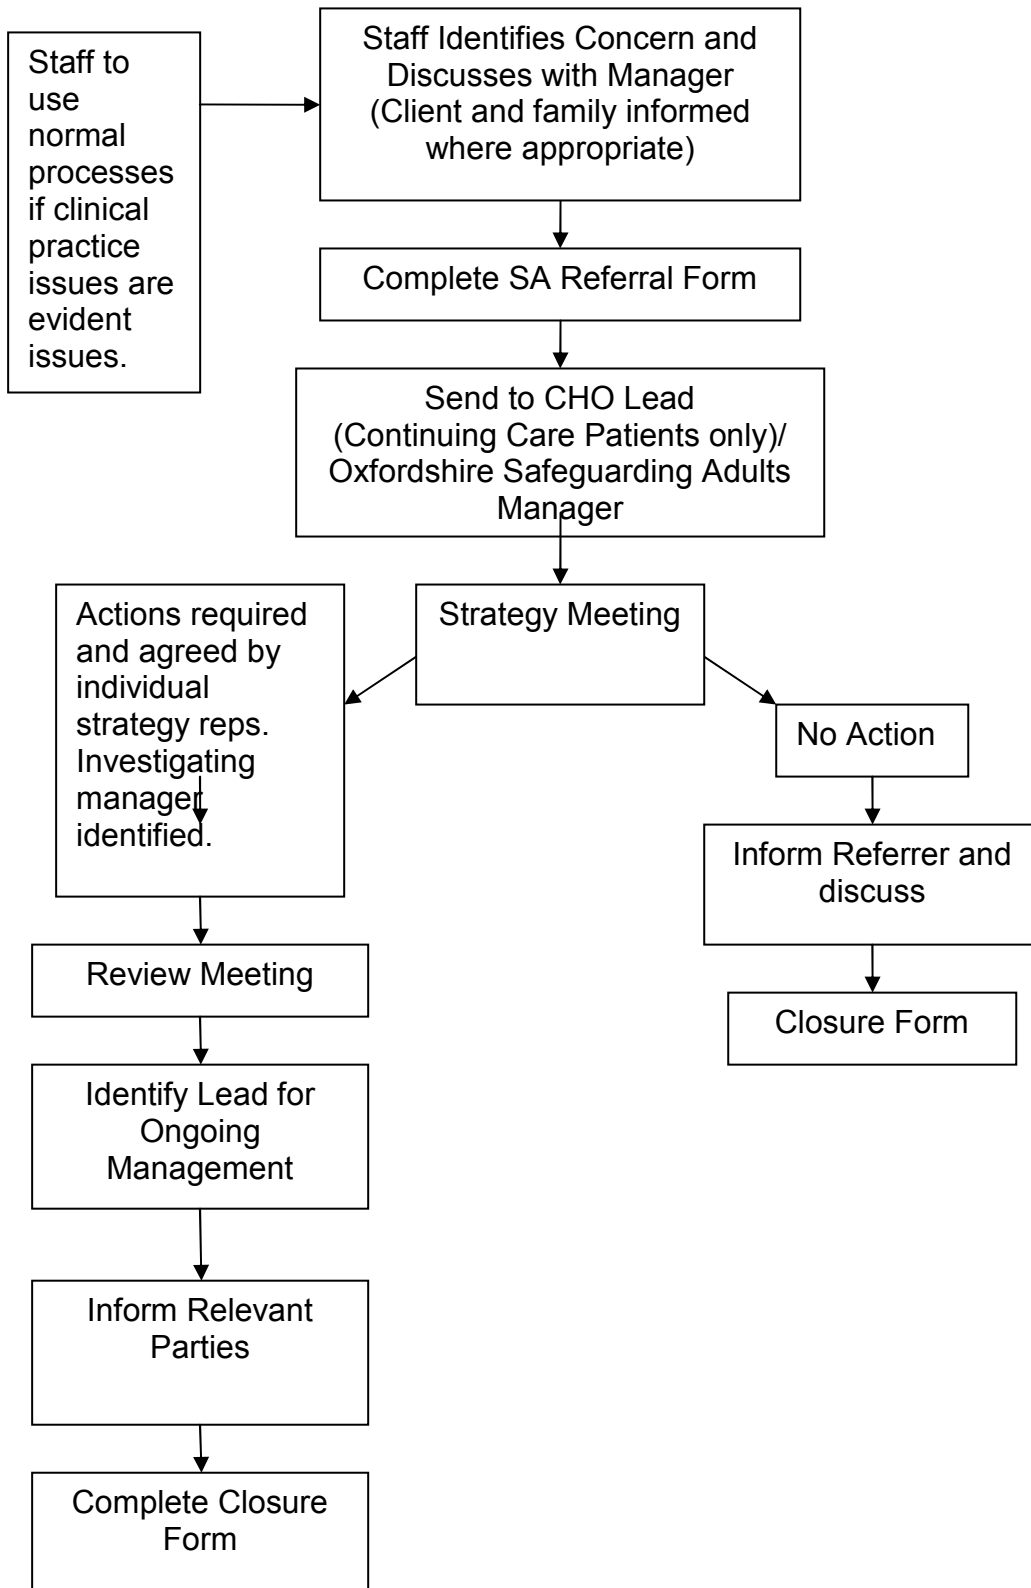 Staff to
use
normal
processes
if clinical
practice
issues are
evident
issues.
Staff Identifies Concern and
Discusses with Manager
(Client and family informed
where appropriate)
Complete SA Referral Form
Send to CHO Lead
(Continuing Care Patients only)/
Oxfordshire Safeguarding Adults
Manager
Strategy Meeting
Actions required
and agreed by
individual
strategy reps.
Investigating
manager
identified.
No Action
Inform Referrer and
discuss
Closure Form
Review Meeting
Identify Lead for
Ongoing
Management
Inform Relevant
Parties
Complete Closure
Form